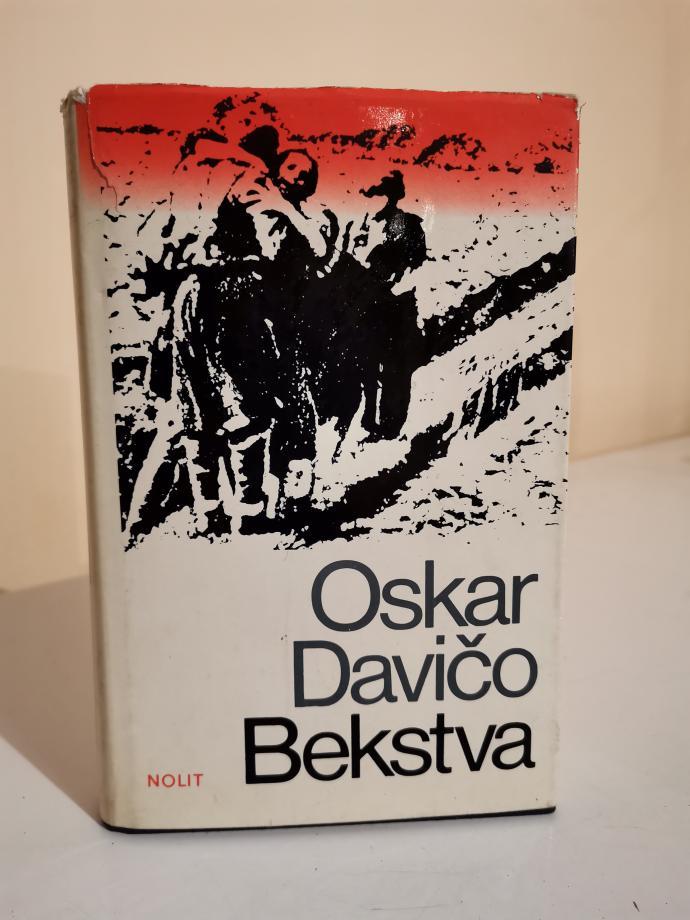 Oskar
Davičo
Bekstva
NOLIT